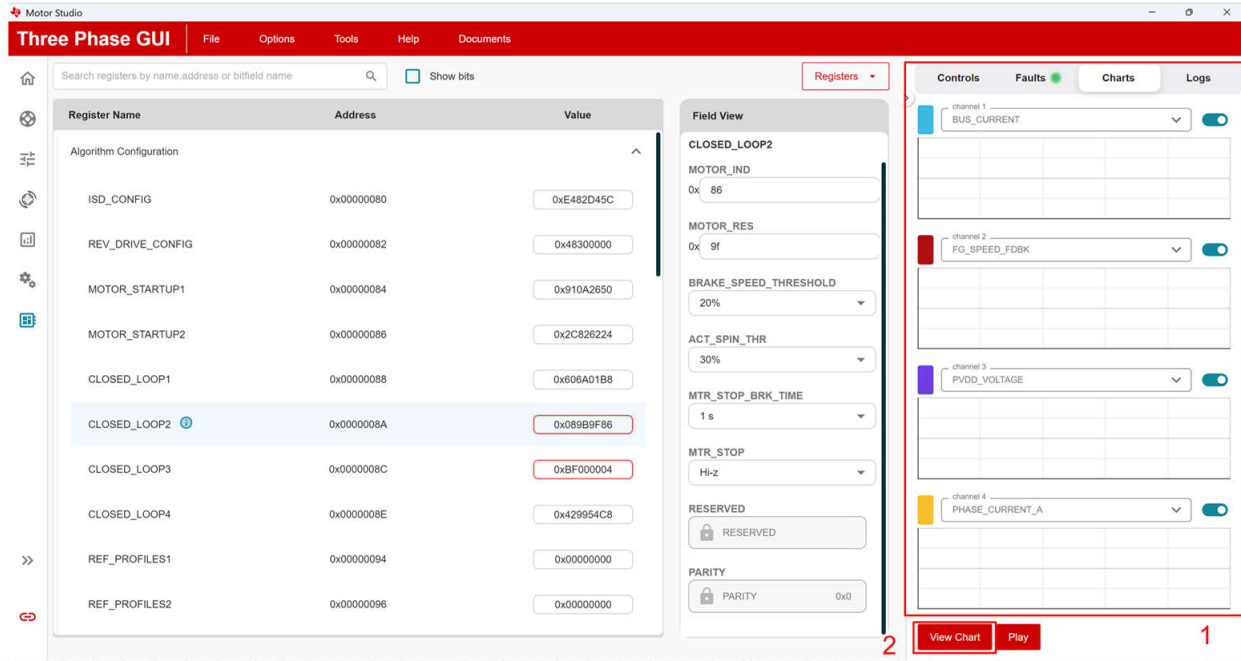 Motor Studio
Three Phase GUI File Options Tools Help Documents
Search registers by name,address or bitfield name Show bits Registers
Controls Faults Charts Logs
Register Name Address Value
Algorithm Configuration
ISD_CONFIG 0x00000080 0xE482D45C
REV_DRIVE_CONFIG 0x00000082 0x48300000
MOTOR_STARTUP1 0x00000084 0x910A2650
MOTOR_STARTUP2 0x00000086 0x2C826224
CLOSED_LOOP1 0x00000088 0x606A01B8
CLOSED_LOOP2 0x0000008A 0x089B9F86
CLOSED_LOOP3 0x0000008C 0xBF000004
CLOSED_LOOP4 0x0000008E 0x429954C8
REF_PROFILES1 0x00000094 0x00000000
REF_PROFILES2 0x00000096 0x00000000
Field View
CLOSED_LOOP2
MOTOR_IND
0x 86
MOTOR_RES
0x 9f
BRAKE_SPEED_THRESHOLD
20%
ACT_SPIN_THR
30%
MTR_STOP_BRK_TIME
1 s
MTR_STOP
Hi-z
RESERVED
RESERVED
PARITY
PARITY 0x0
channel 1
BUS_CURRENT
channel 2
FG_SPEED_FDBK
channel 3
PVDD_VOLTAGE
channel 4
PHASE_CURRENT_A
2 View Chart Play 1